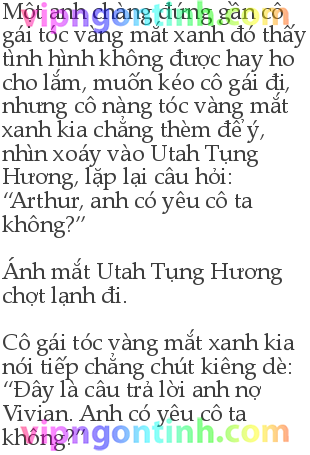 Một anh chàng đứng gần cô
gái tóc vàng mắt xanh đó thấy
tình hình không được hay ho
cho lắm, muốn kéo cô gái đi,
nhưng cô nàng tóc vàng mắt
xanh kia chẳng thèm để ý,
nhìn xoáy vào Utah Tụng
Hương, lặp lại câu hỏi:
“Arthur, anh có yêu cô ta
không?”
Ánh mắt Utah Tụng Hương
chợt lạnh đi.
Cô gái tóc vàng mắt xanh kia
nói tiếp chẳng chút kiêng dè:
“Đây là câu trả lời anh nợ
Vivian. Anh có yêu cô ta
không?”
vipngontinh.com
vipngontinh.com